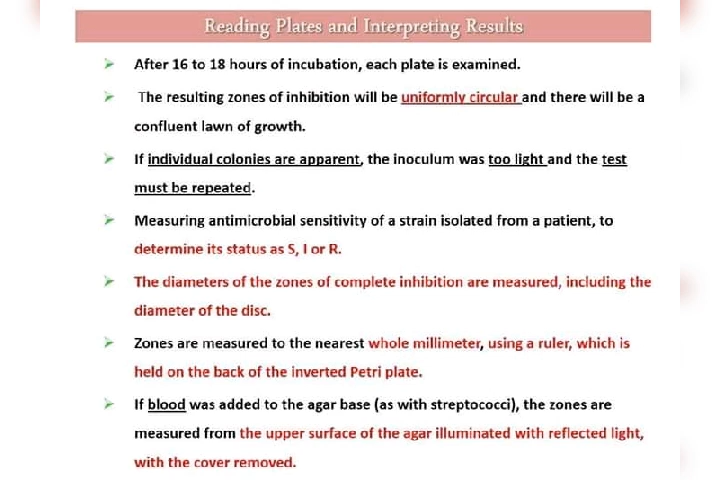 Reading Plates and Interpreting Results
➢ After 16 to 18 hours of incubation, each plate is examined.
➢ The resulting zones of inhibition will be uniformly circular and there will be a
confluent lawn of growth.
➢ If individual colonies are apparent, the inoculum was too light and the test
must be repeated.
➢ Measuring antimicrobial sensitivity of a strain isolated from a patient, to
determine its status as S, I or R.
➢ The diameters of the zones of complete inhibition are measured, including the
diameter of the disc.
➢ Zones are measured to the nearest whole millimeter, using a ruler, which is
held on the back of the inverted Petri plate.
➢ If blood was added to the agar base (as with streptococci), the zones are
measured from the upper surface of the agar illuminated with reflected light,
with the cover removed.